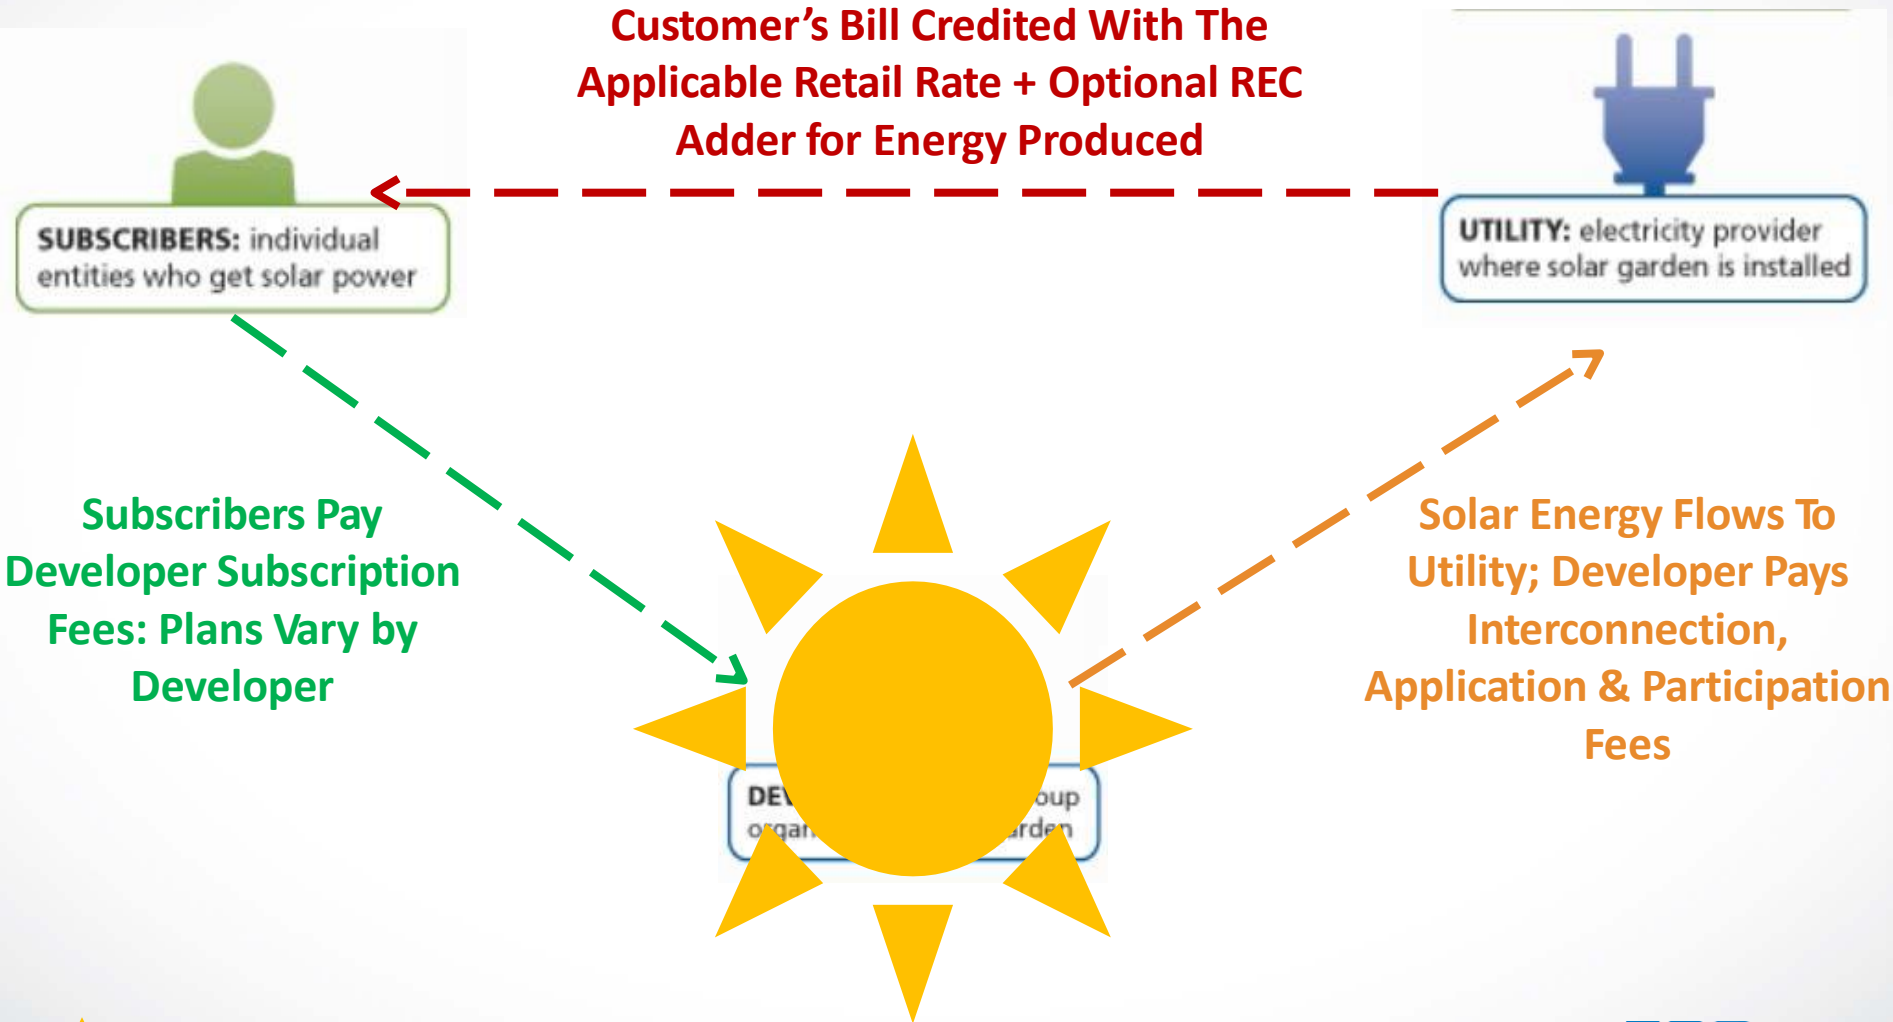 Customer’s Bill Credited With The
Applicable Retail Rate + Optional REC
Adder for Energy Produced
SUBSCRIBERS: individual
entities who get solar power
UTILITY: electricity provider
where solar garden is installed
Subscribers Pay
Developer Subscription
Fees: Plans Vary by
Developer
Solar Energy Flows To
Utility; Developer Pays
Interconnection,
Application & Participation
Fees